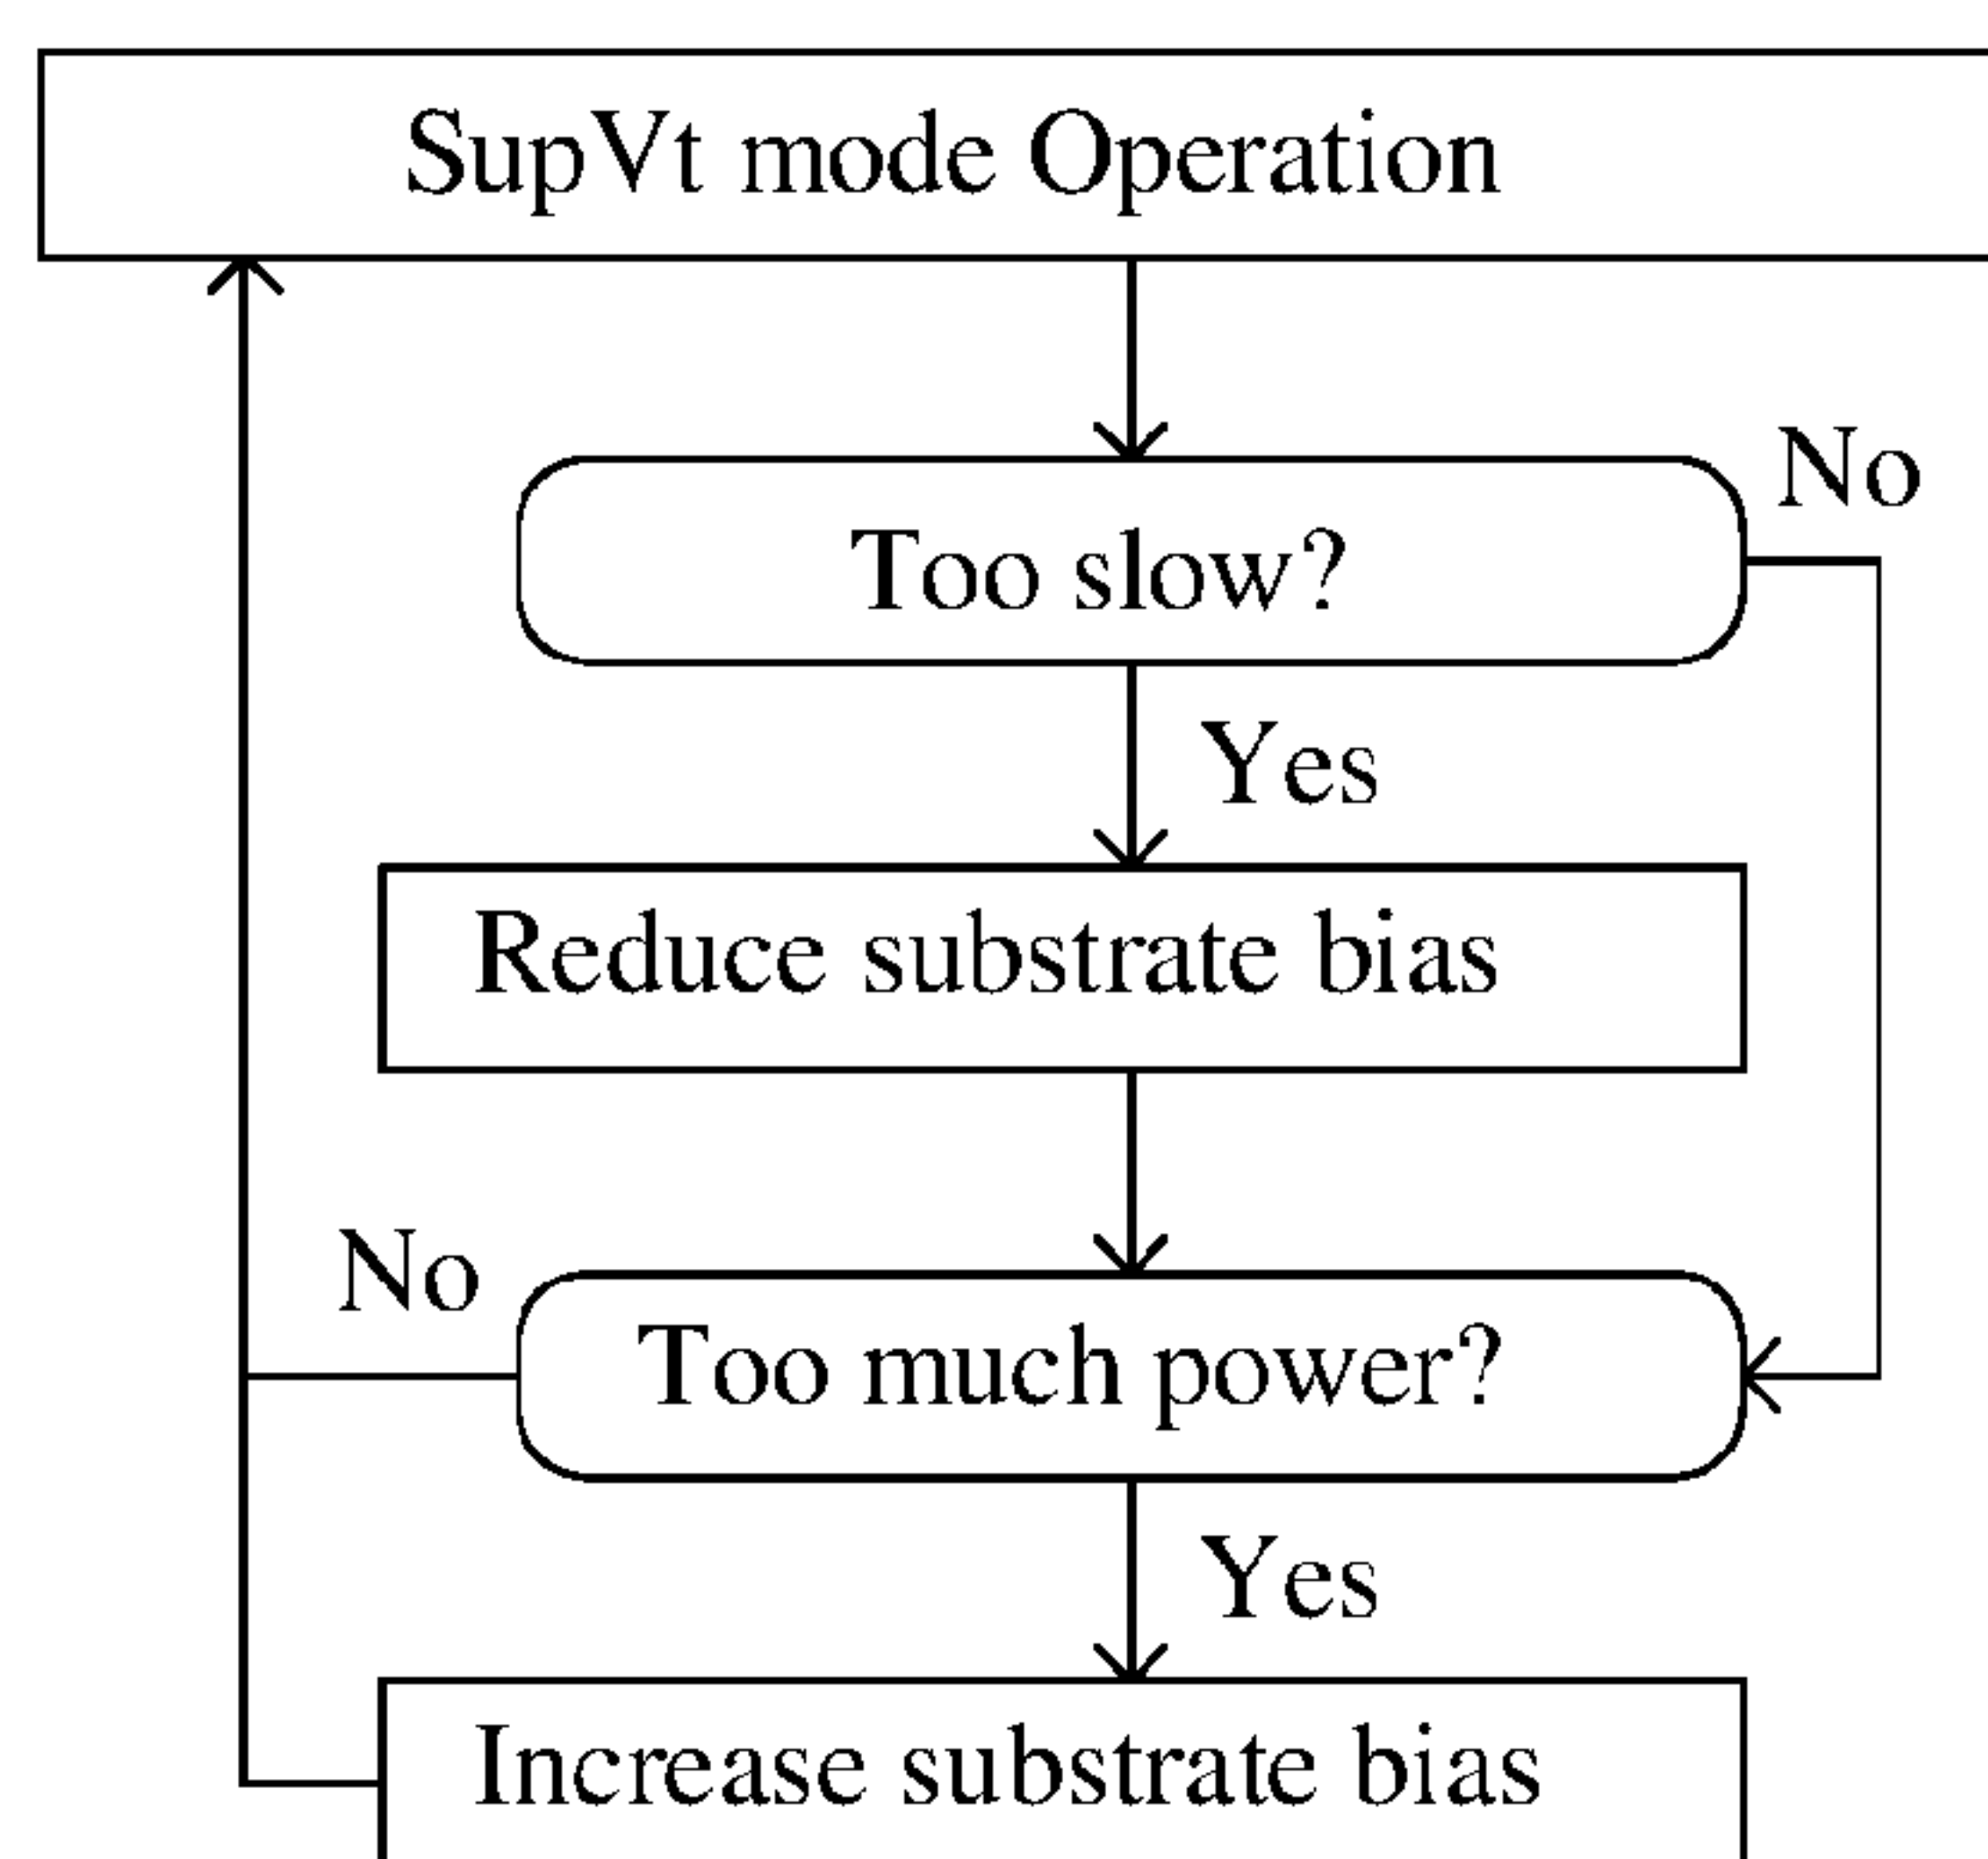 SupVt mode Operation
No
Too slow?
Yes
Reduce substrate bias
No
Too much power?
Yes
Increase substrate bias